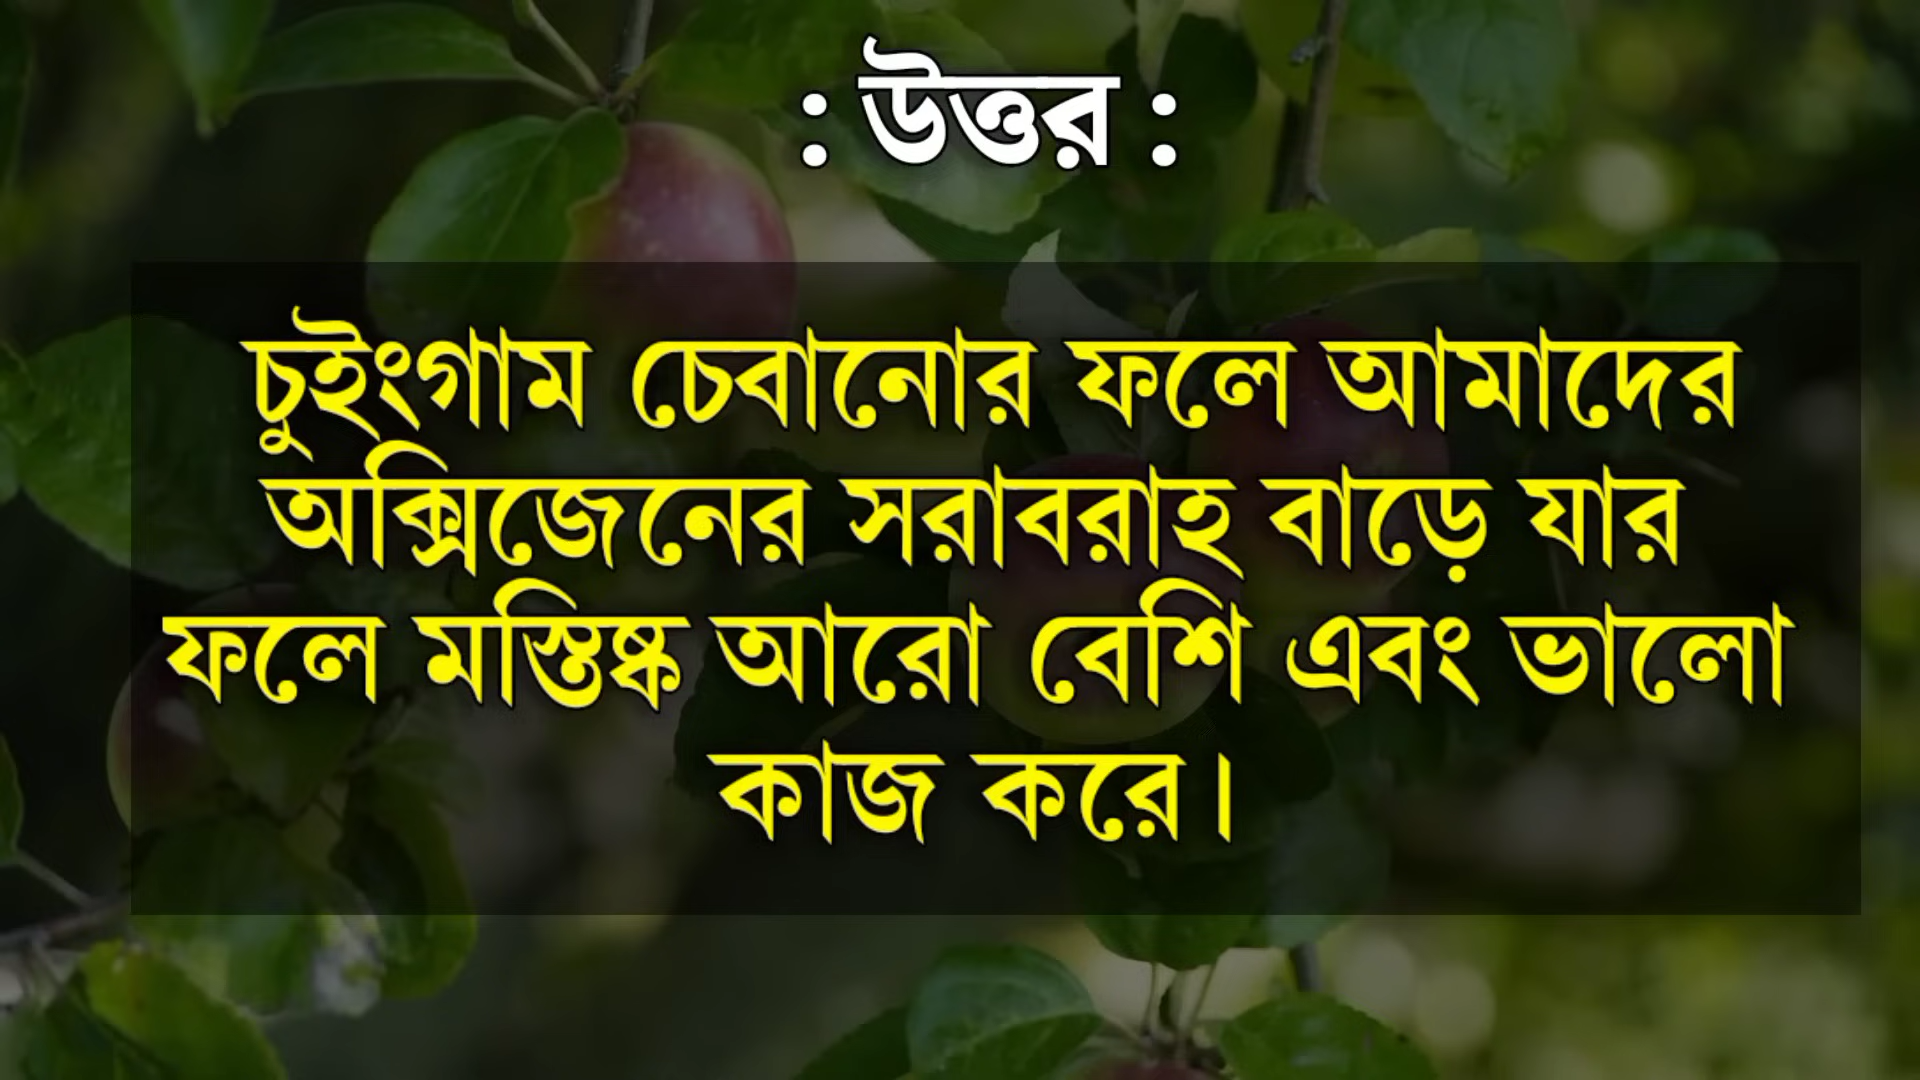 : উত্তর :
চুইংগাম চেবানোর ফলে আমাদের
অক্সিজেনের সরাবরাহ বাড়ে যার
ফলে মস্তিষ্ক আরো বেশি এবং ভালো
কাজ করে।